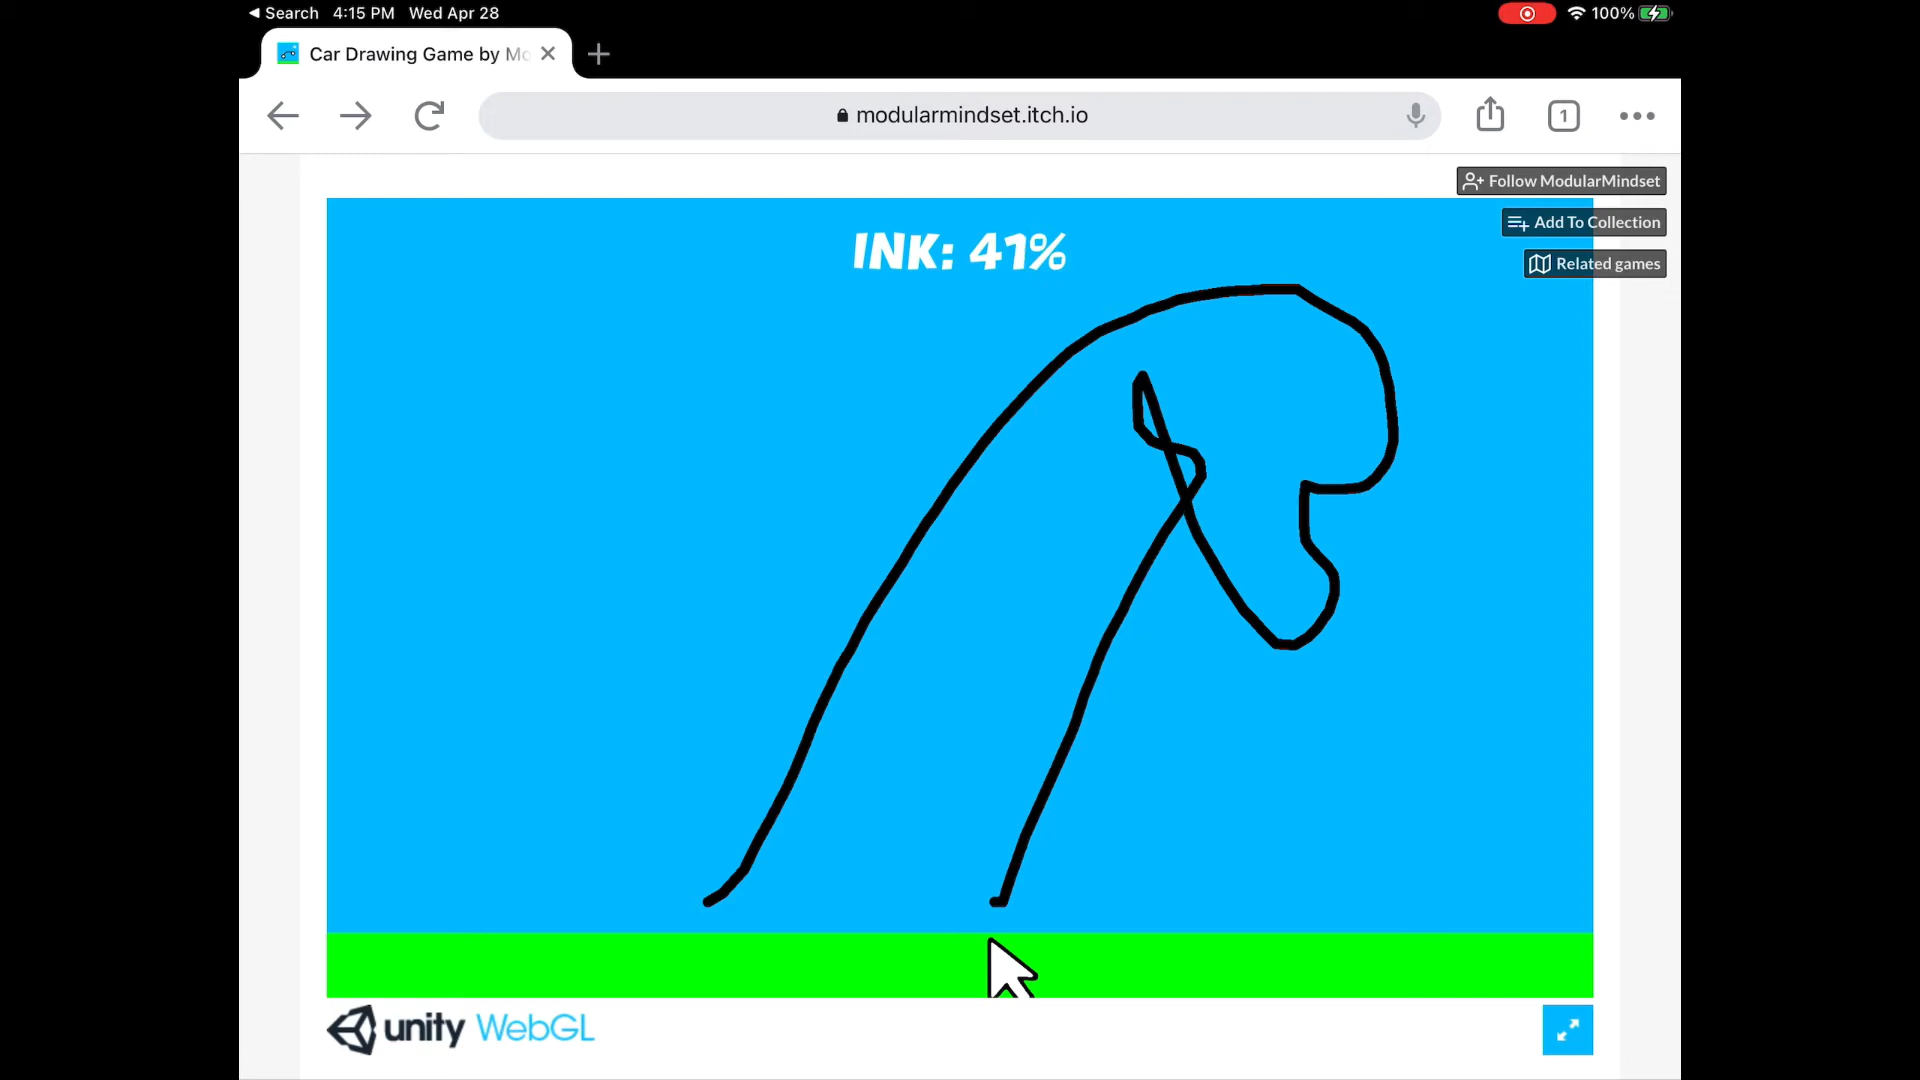 Search 4:15 PM Wed Apr 28
100%
Car Drawing Game by Mo
modularmindset.itch.io
1
Follow ModularMindset
Add To Collection
Related games
INK: 41%
unity WebGL